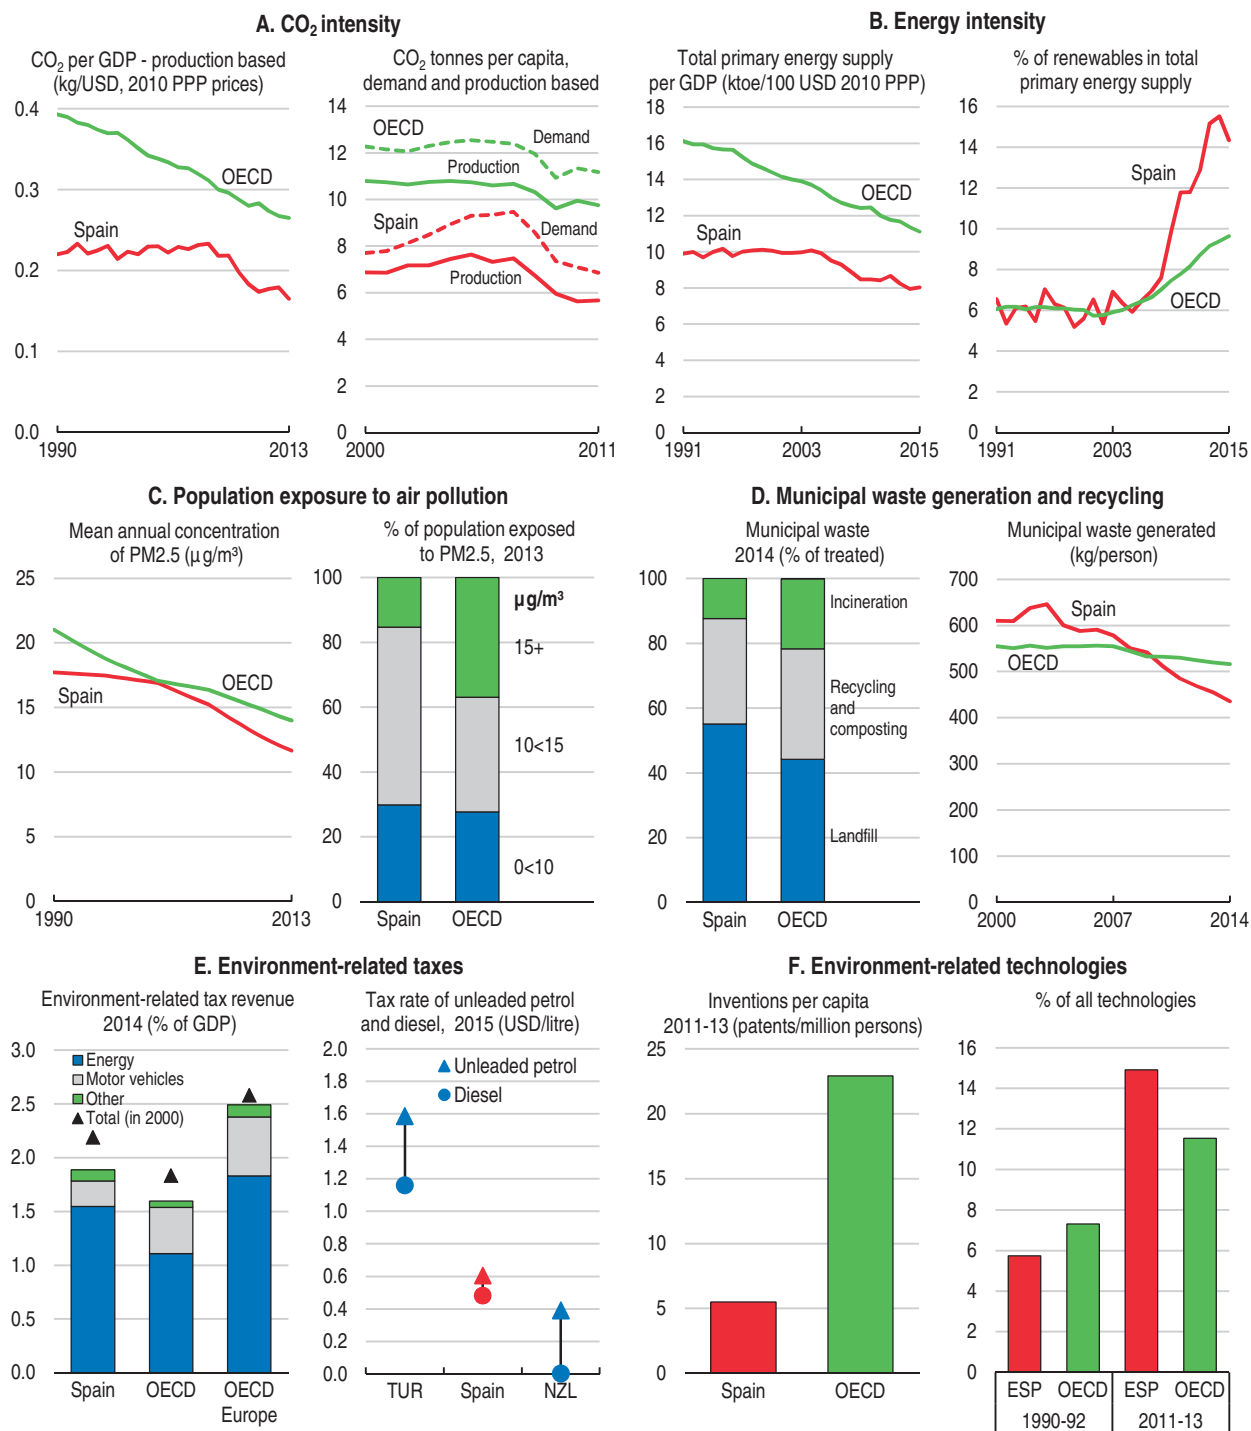 A. CO₂ intensity
CO₂ per GDP - production based
(kg/USD, 2010 PPP prices)
0.4
0.3
0.2
0.1
0.0
OECD
Spain
1990
2013
CO₂ tonnes per capita,
demand and production based
14
12
10
8
6
4
2
0
OECD
Demand
Production
Spain
Demand
Production
2000
2011
B. Energy intensity
Total primary energy supply
per GDP (ktoe/100 USD 2010 PPP)
18
16
14
12
10
8
6
4
2
0
OECD
Spain
1991
2003
2015
% of renewables in total
primary energy supply
16
14
12
10
8
6
4
2
0
Spain
OECD
1991
2003
2015
C. Population exposure to air pollution
Mean annual concentration
of PM2.5 (µg/m³)
25
20
15
10
5
0
OECD
Spain
1990
2013
% of population exposed
to PM2.5, 2013
100
80
60
40
20
0
µg/m³
15+
10<15
0<10
Spain
OECD
D. Municipal waste generation and recycling
Municipal waste
2014 (% of treated)
100
80
60
40
20
0
Incineration
Recycling
and
composting
Landfill
Spain
OECD
Municipal waste generated
(kg/person)
700
600
500
400
300
200
100
0
Spain
OECD
2000
2007
2014
E. Environment-related taxes
Environment-related tax revenue
2014 (% of GDP)
3.0
2.5
2.0
1.5
1.0
0.5
0.0
Energy
Motor vehicles
Other
Total (in 2000)
Spain
OECD
OECD
Europe
Tax rate of unleaded petrol
and diesel, 2015 (USD/litre)
2.0
1.8
1.6
1.4
1.2
1.0
0.8
0.6
0.4
0.2
0.0
Unleaded petrol
Diesel
TUR
Spain
NZL
F. Environment-related technologies
Inventions per capita
2011-13 (patents/million persons)
25
20
15
10
5
0
Spain
OECD
% of all technologies
16
14
12
10
8
6
4
2
0
ESP
OECD
ESP
OECD
1990-92
2011-13